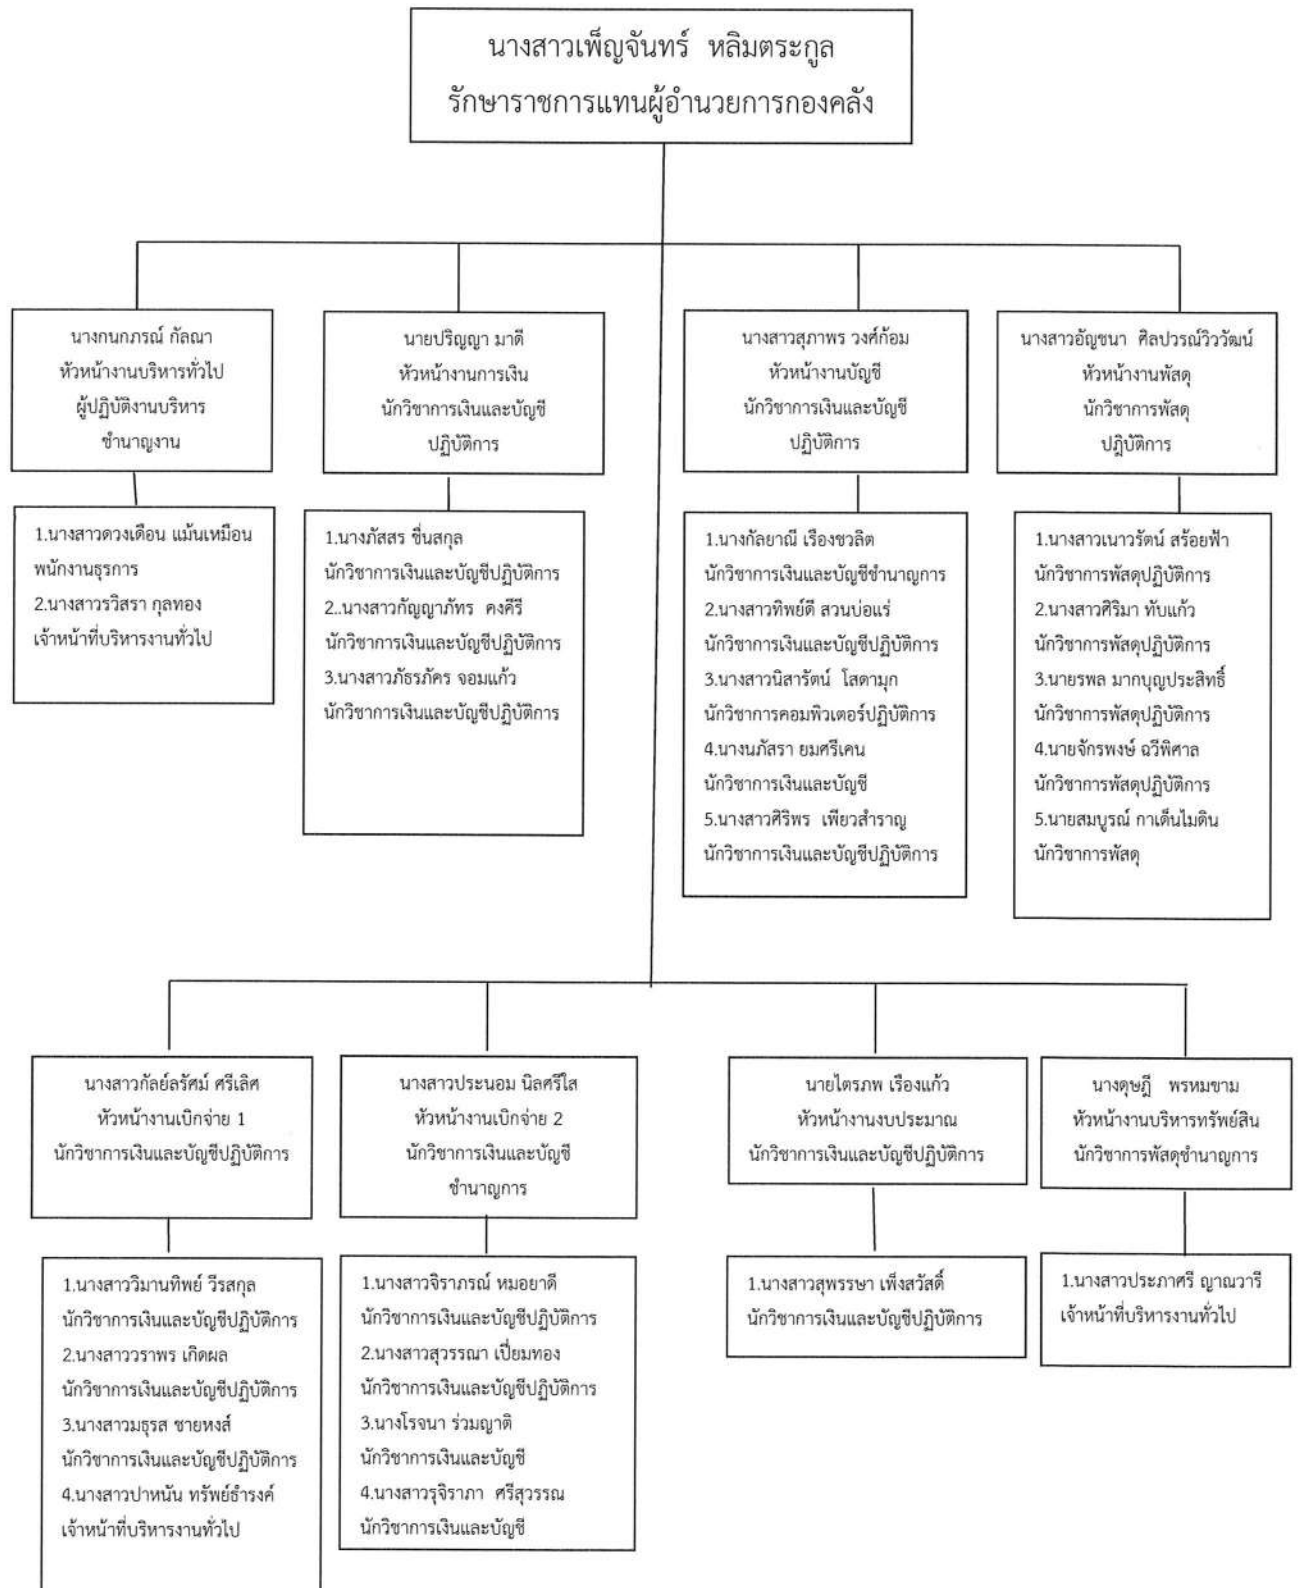 นางสาวเพ็ญจันทร์ หลิมตระกูล
รักษาราชการแทนผู้อำนวยการกองคลัง
นางกนกภรณ์ กัลณา
หัวหน้างานบริหารทั่วไป
ผู้ปฏิบัติงานบริหาร
ชำนาญงาน
1.นางสาวดวงเดือน แม้นเหมือน
พนักงานธุรการ
2.นางสาวรวิสรา กุลทอง
เจ้าหน้าที่บริหารงานทั่วไป
นายปริญญา มาดี
หัวหน้างานการเงิน
นักวิชาการเงินและบัญชี
ปฏิบัติการ
1.นางภัสสร ชื่นสกุล
นักวิชาการเงินและบัญชีปฏิบัติการ
2..นางสาวกัญญาภัทร คงคีรี
นักวิชาการเงินและบัญชีปฏิบัติการ
3.นางสาวภัธรภัคร จอมแก้ว
นักวิชาการเงินและบัญชีปฏิบัติการ
นางสาวสุภาพร วงศ์ก้อม
หัวหน้างานบัญชี
นักวิชาการเงินและบัญชี
ปฏิบัติการ
1.นางกัลยาณี เรืองชวลิต
นักวิชาการเงินและบัญชีชำนาญการ
2.นางสาวทิพย์ดี สวนบ่อแร่
นักวิชาการเงินและบัญชีปฏิบัติการ
3.นางสาวนิสารัตน์ โสดามุก
นักวิชาการคอมพิวเตอร์ปฏิบัติการ
4.นางนภัสรา ยมศรีเคน
นักวิชาการเงินและบัญชี
5.นางสาวศิริพร เพียวสำราญ
นักวิชาการเงินและบัญชีปฏิบัติการ
นางสาวอัญชนา ศิลปวรณ์วิวัฒน์
หัวหน้างานพัสดุ
นักวิชาการพัสดุ
ปฏิบัติการ
1.นางสาวเนาวรัตน์ สร้อยฟ้า
นักวิชาการพัสดุปฏิบัติการ
2.นางสาวศิริมา ทับแก้ว
นักวิชาการพัสดุปฏิบัติการ
3.นายรพล มากบุญประสิทธิ์
นักวิชาการพัสดุปฏิบัติการ
4.นายจักรพงษ์ ฉวีพิศาล
นักวิชาการพัสดุปฏิบัติการ
5.นายสมบูรณ์ กาเด็นไมดิน
นักวิชาการพัสดุ
นางสาวกัลย์ลรัศม์ ศรีเลิศ
หัวหน้างานเบิกจ่าย 1
นักวิชาการเงินและบัญชีปฏิบัติการ
1.นางสาววิมานทิพย์ วีรสกุล
นักวิชาการเงินและบัญชีปฏิบัติการ
2.นางสาววราพร เกิดผล
นักวิชาการเงินและบัญชีปฏิบัติการ
3.นางสาวมธุรส ชายหงส์
นักวิชาการเงินและบัญชีปฏิบัติการ
4.นางสาวปาหนัน ทรัพย์ธำรงค์
เจ้าหน้าที่บริหารงานทั่วไป
นางสาวประนอม นิลศรีใส
หัวหน้างานเบิกจ่าย 2
นักวิชาการเงินและบัญชี
ชำนาญการ
1.นางสาวจิราภรณ์ หมอยาดี
นักวิชาการเงินและบัญชีปฏิบัติการ
2.นางสาวสุวรรณา เปี่ยมทอง
นักวิชาการเงินและบัญชีปฏิบัติการ
3.นางโรจนา ร่วมญาติ
นักวิชาการเงินและบัญชี
4.นางสาวรุจิราภา ศรีสุวรรณ
นักวิชาการเงินและบัญชี
นายไตรภพ เรืองแก้ว
หัวหน้างานงบประมาณ
นักวิชาการเงินและบัญชีปฏิบัติการ
1.นางสาวสุพรรษา เพ็งสวัสดิ์
นักวิชาการเงินและบัญชีปฏิบัติการ
นางดุษฎี พรหมขาม
หัวหน้างานบริหารทรัพย์สิน
นักวิชาการพัสดุชำนาญการ
1.นางสาวประภาศรี ญาณวารี
เจ้าหน้าที่บริหารงานทั่วไป